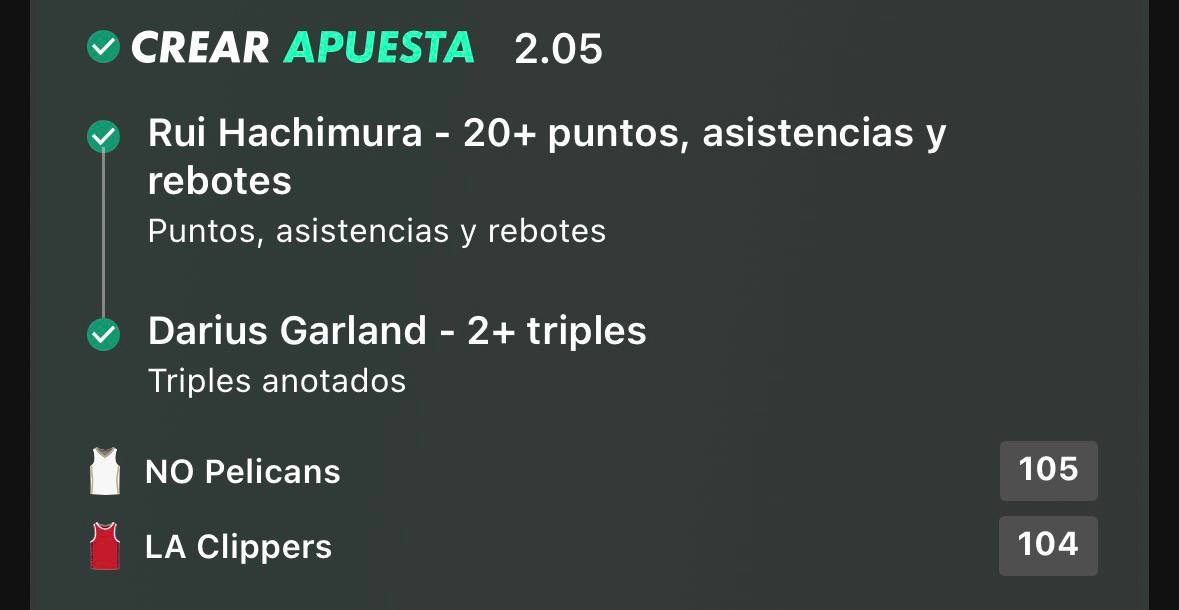 CREAR APUESTA 2.05
Rui Hachimura - 20+ puntos, asistencias y
rebotes
Puntos, asistencias y rebotes
Darius Garland - 2+ triples
Triples anotados
NO Pelicans 105
LA Clippers 104